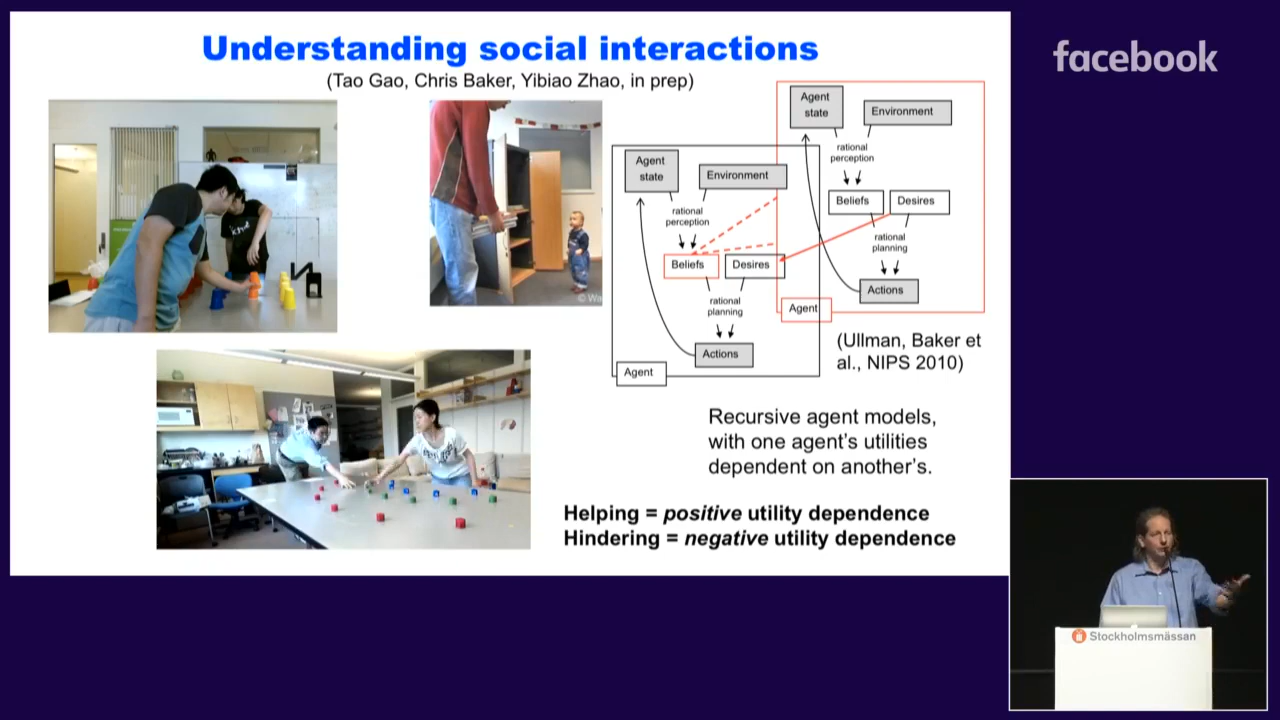 Understanding social interactions
(Tao Gao, Chris Baker, Yibiao Zhao, in prep)
facebook
Agent
state
Environment
rational
perception
Beliefs
Desires
rational
planning
Actions
Agent
Agent
state
Environment
rational
perception
Beliefs
Desires
rational
planning
Actions
Agent
(Ullman, Baker et
al., NIPS 2010)
Recursive agent models,
with one agent's utilities
dependent on another's.
Helping = positive utility dependence
Hindering = negative utility dependence
Stockholmsmässan